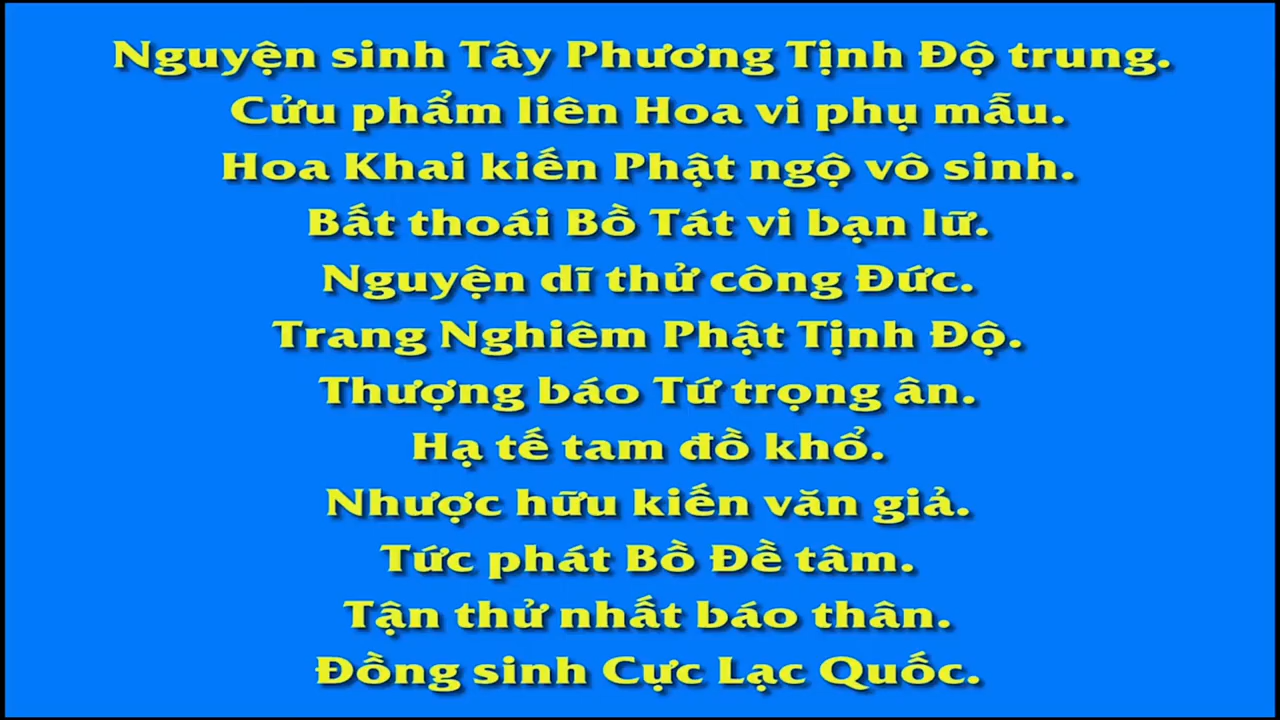 Nguyện sinh Tây Phương Tịnh Độ trung.
Cửu phẩm liên Hoa vi phụ mẫu.
Hoa Khai kiến Phật ngộ vô sinh.
Bất thoái Bồ Tát vi bạn lữ.
Nguyện dĩ thử công Đức.
Trang Nghiêm Phật Tịnh Độ.
Thượng báo Tứ trọng ân.
Hạ tế tam đồ khổ.
Nhược hữu kiến văn giả.
Tức phát Bồ Đề tâm.
Tận thử nhất báo thân.
Đồng sinh Cực Lạc Quốc.